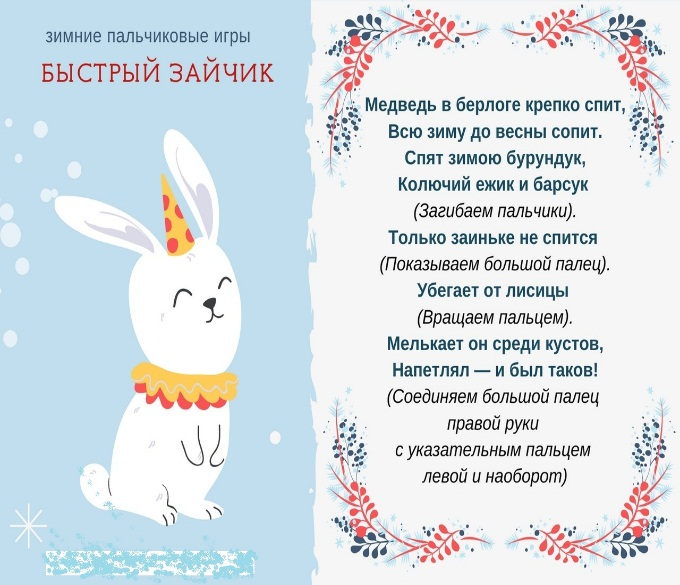 зимние пальчиковые игры
БЫСТРЫЙ ЗАЙЧИК
Медведь в берлоге крепко спит,
Всю зиму до весны сопит.
Спят зимою бурундук,
Колючий ежик и барсук
(Загибаем пальчики).
Только заиньке не спится
(Показываем большой палец).
Убегает от лисицы
(Вращаем пальцем).
Мелькает он среди кустов,
Напетлял — и был таков!
(Соединяем большой палец
правой руки
с указательным пальцем
левой и наоборот)